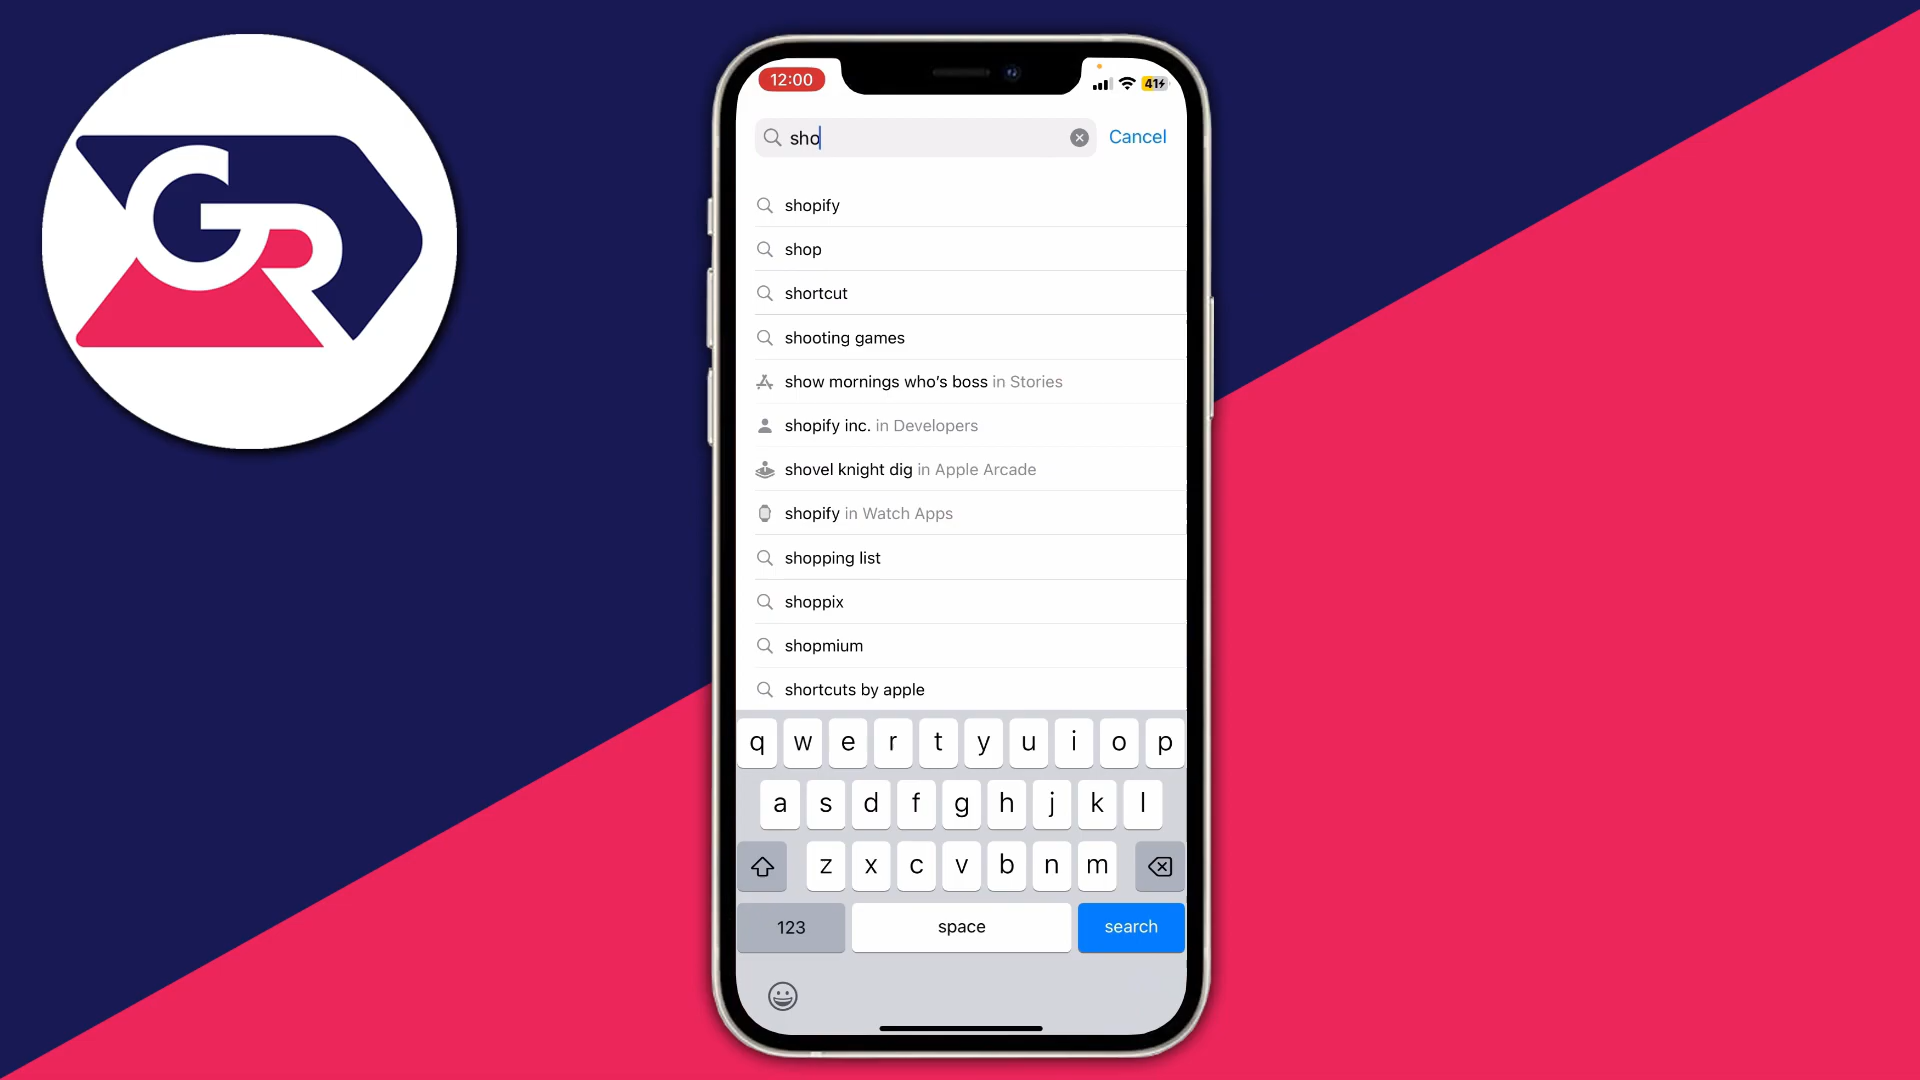 GR
12:00
41
sho
Cancel
shopify
shop
shortcut
shooting games
show mornings who's boss in Stories
shopify inc. in Developers
shovel knight dig in Apple Arcade
shopify in Watch Apps
shopping list
shoppix
shopmium
shortcuts by apple
q w e r t y u i o p
a s d f g h j k l
z x c v b n m
123 space search